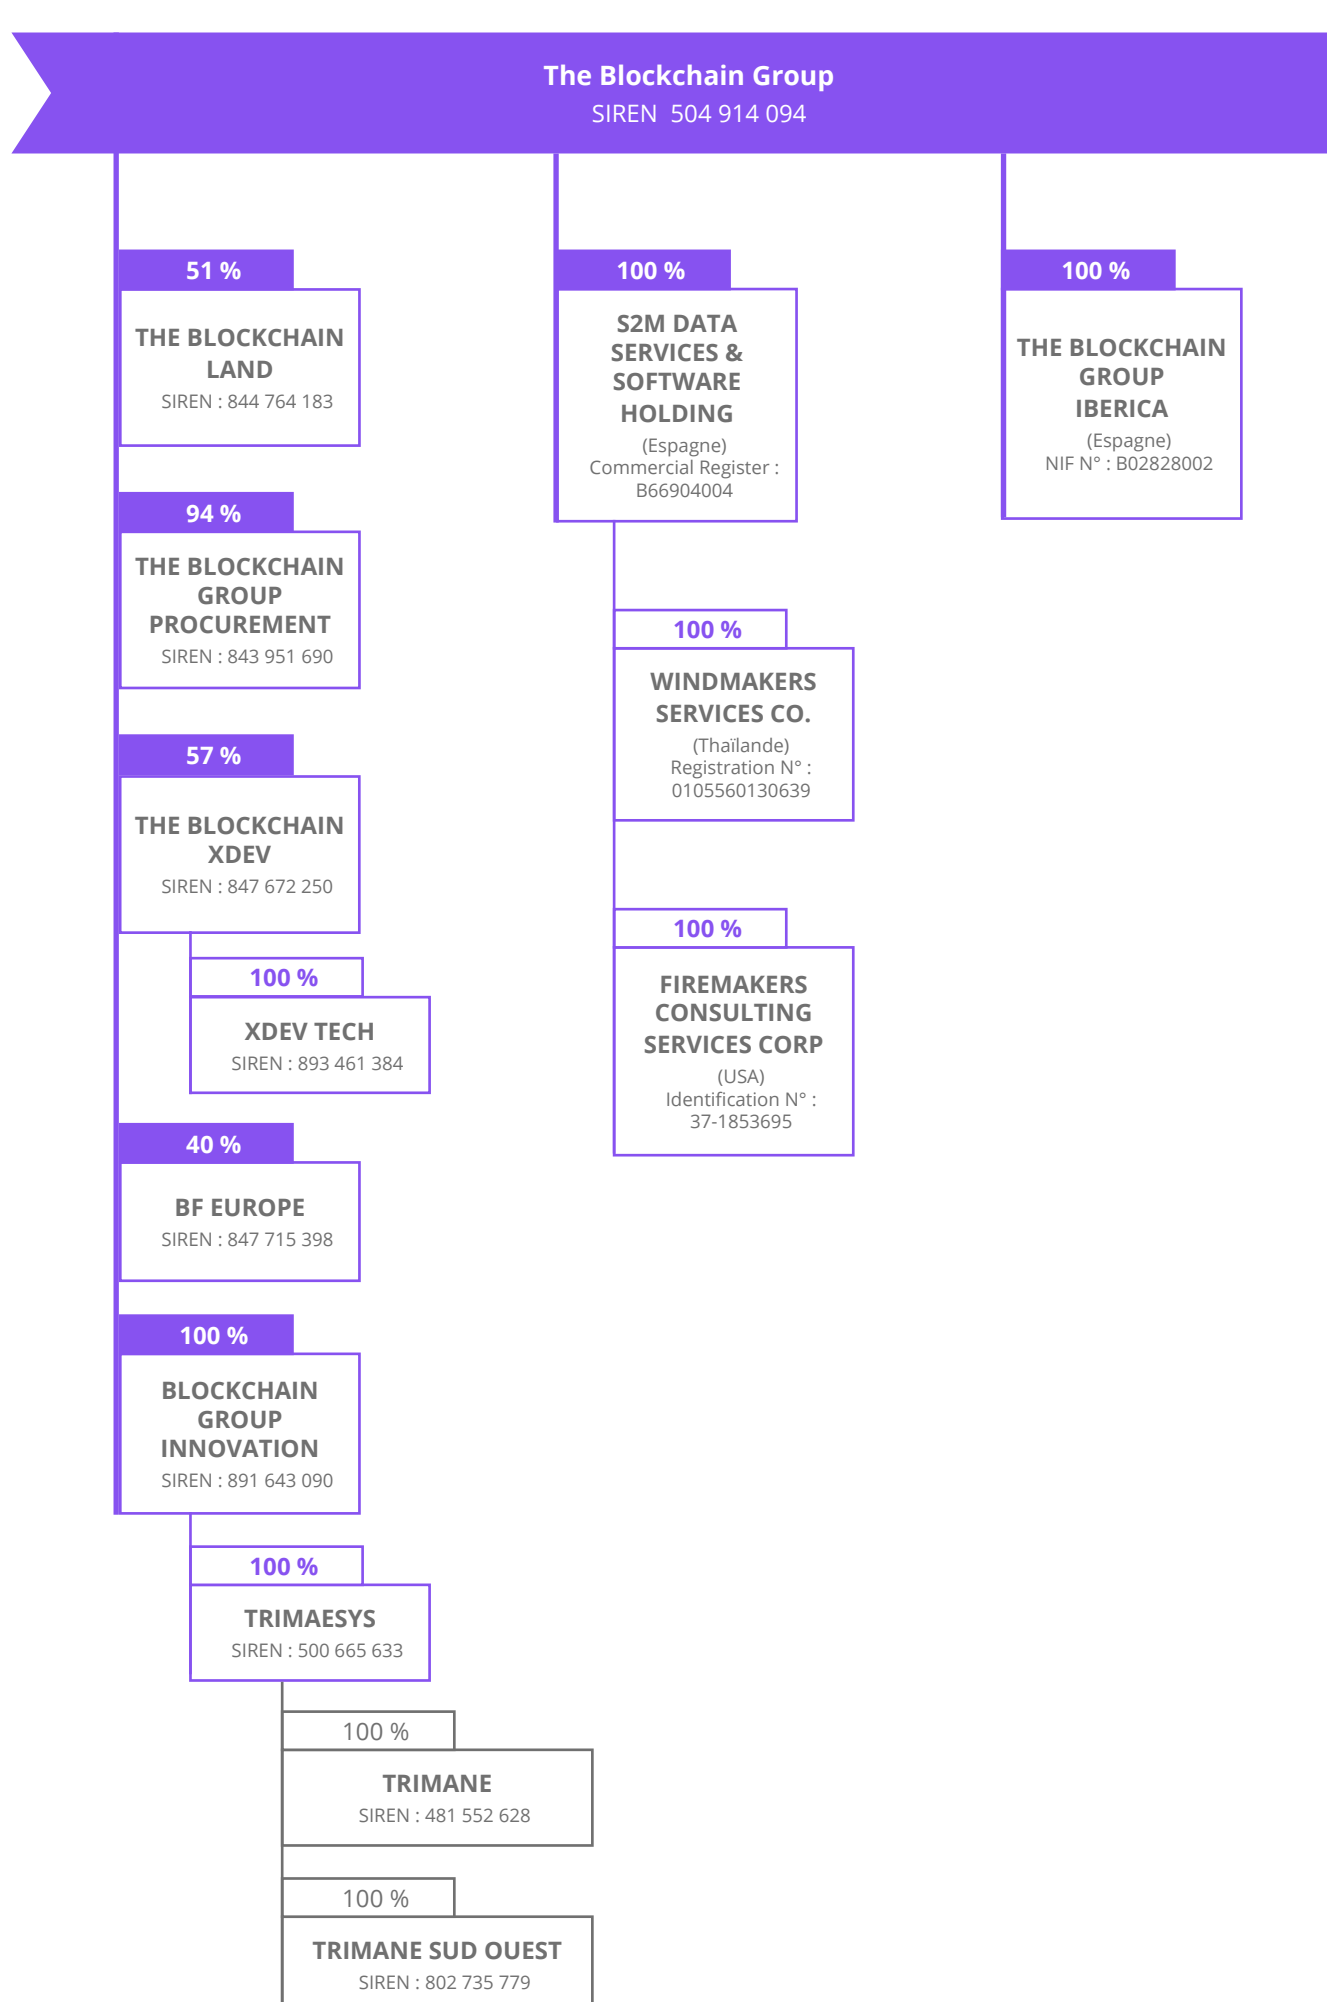 The Blockchain Group
SIREN 504 914 094
51 %
THE BLOCKCHAIN
LAND
SIREN : 844 764 183
94 %
THE BLOCKCHAIN
GROUP
PROCUREMENT
SIREN : 843 951 690
57 %
THE BLOCKCHAIN
XDEV
SIREN : 847 672 250
100 %
XDEV TECH
SIREN : 893 461 384
40 %
BF EUROPE
SIREN : 847 715 398
100 %
BLOCKCHAIN
GROUP
INNOVATION
SIREN : 891 643 090
100 %
TRIMAESYS
SIREN : 500 665 633
100 %
TRIMANE
SIREN : 481 552 628
100 %
TRIMANE SUD OUEST
SIREN : 802 735 779
100 %
S2M DATA
SERVICES &
SOFTWARE
HOLDING
(Espagne)
Commercial Register :
B66904004
100 %
WINDMAKERS
SERVICES CO.
(Thaïlande)
Registration N° :
0105560130639
100 %
FIREMAKERS
CONSULTING
SERVICES CORP
(USA)
Identification N° :
37-1853695
100 %
THE BLOCKCHAIN
GROUP
IBERICA
(Espagne)
NIF N° : B02828002